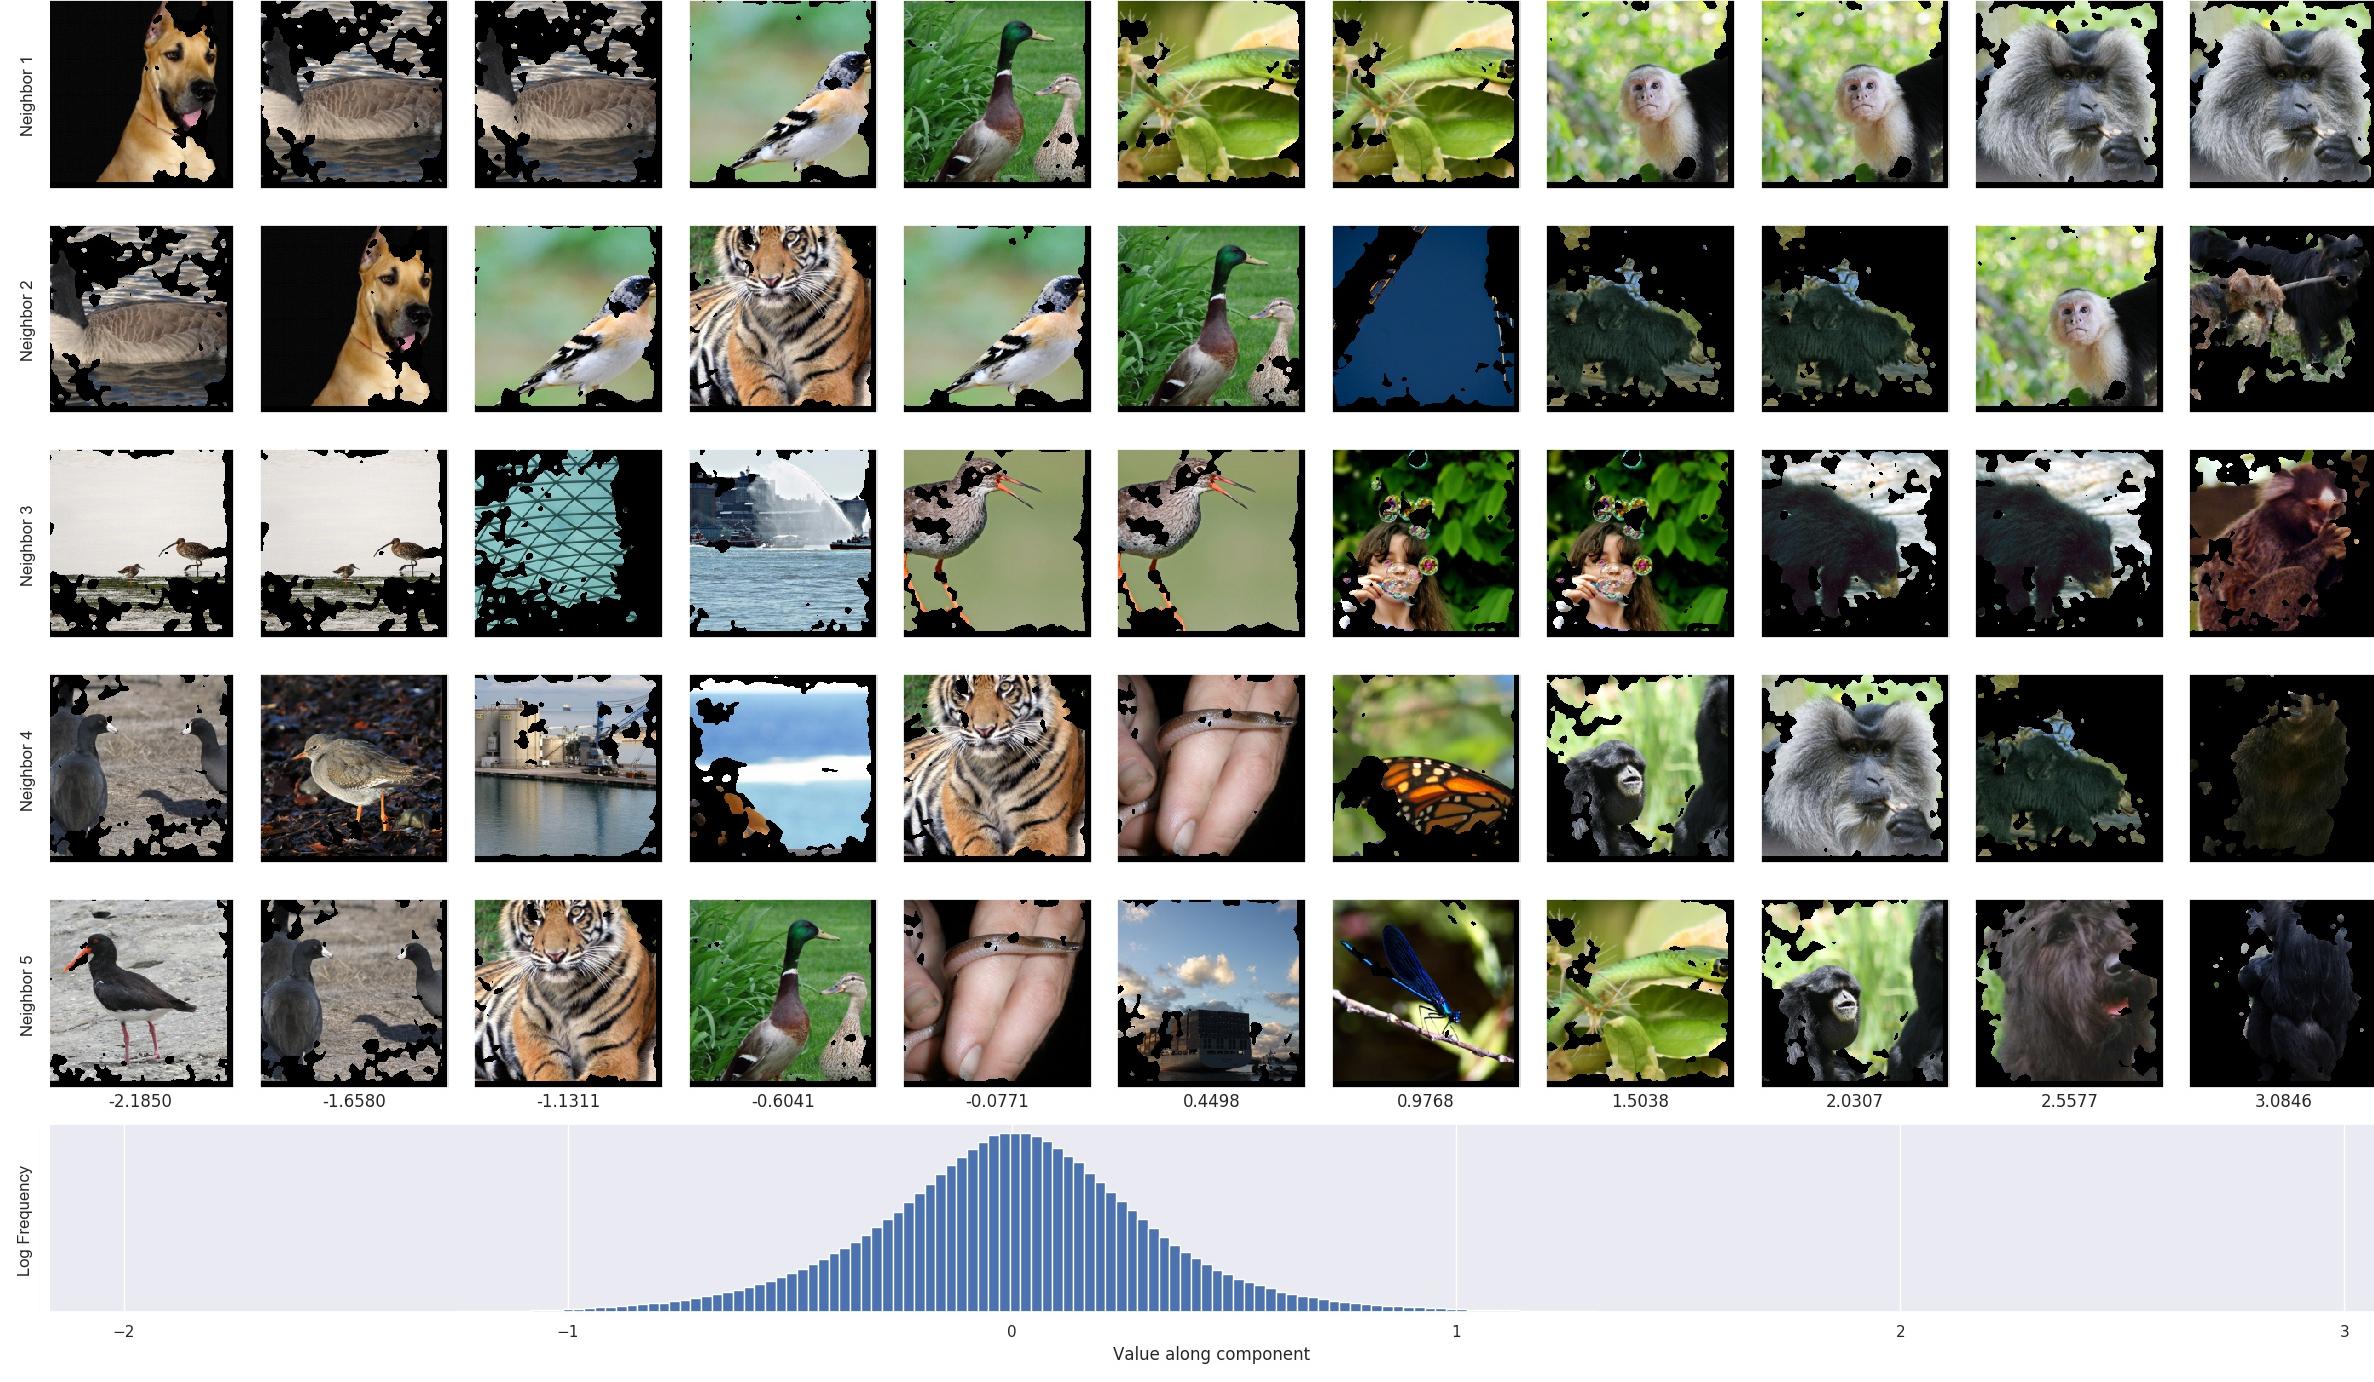 Neighbor 1
Neighbor 2
Neighbor 3
Neighbor 4
Neighbor 5
-2.1850 -1.6580 -1.1311 -0.6041 -0.0771 0.4498 0.9768 1.5038 2.0307 2.5577 3.0846
Log Frequency
−2 −1 0 1 2 3
Value along component